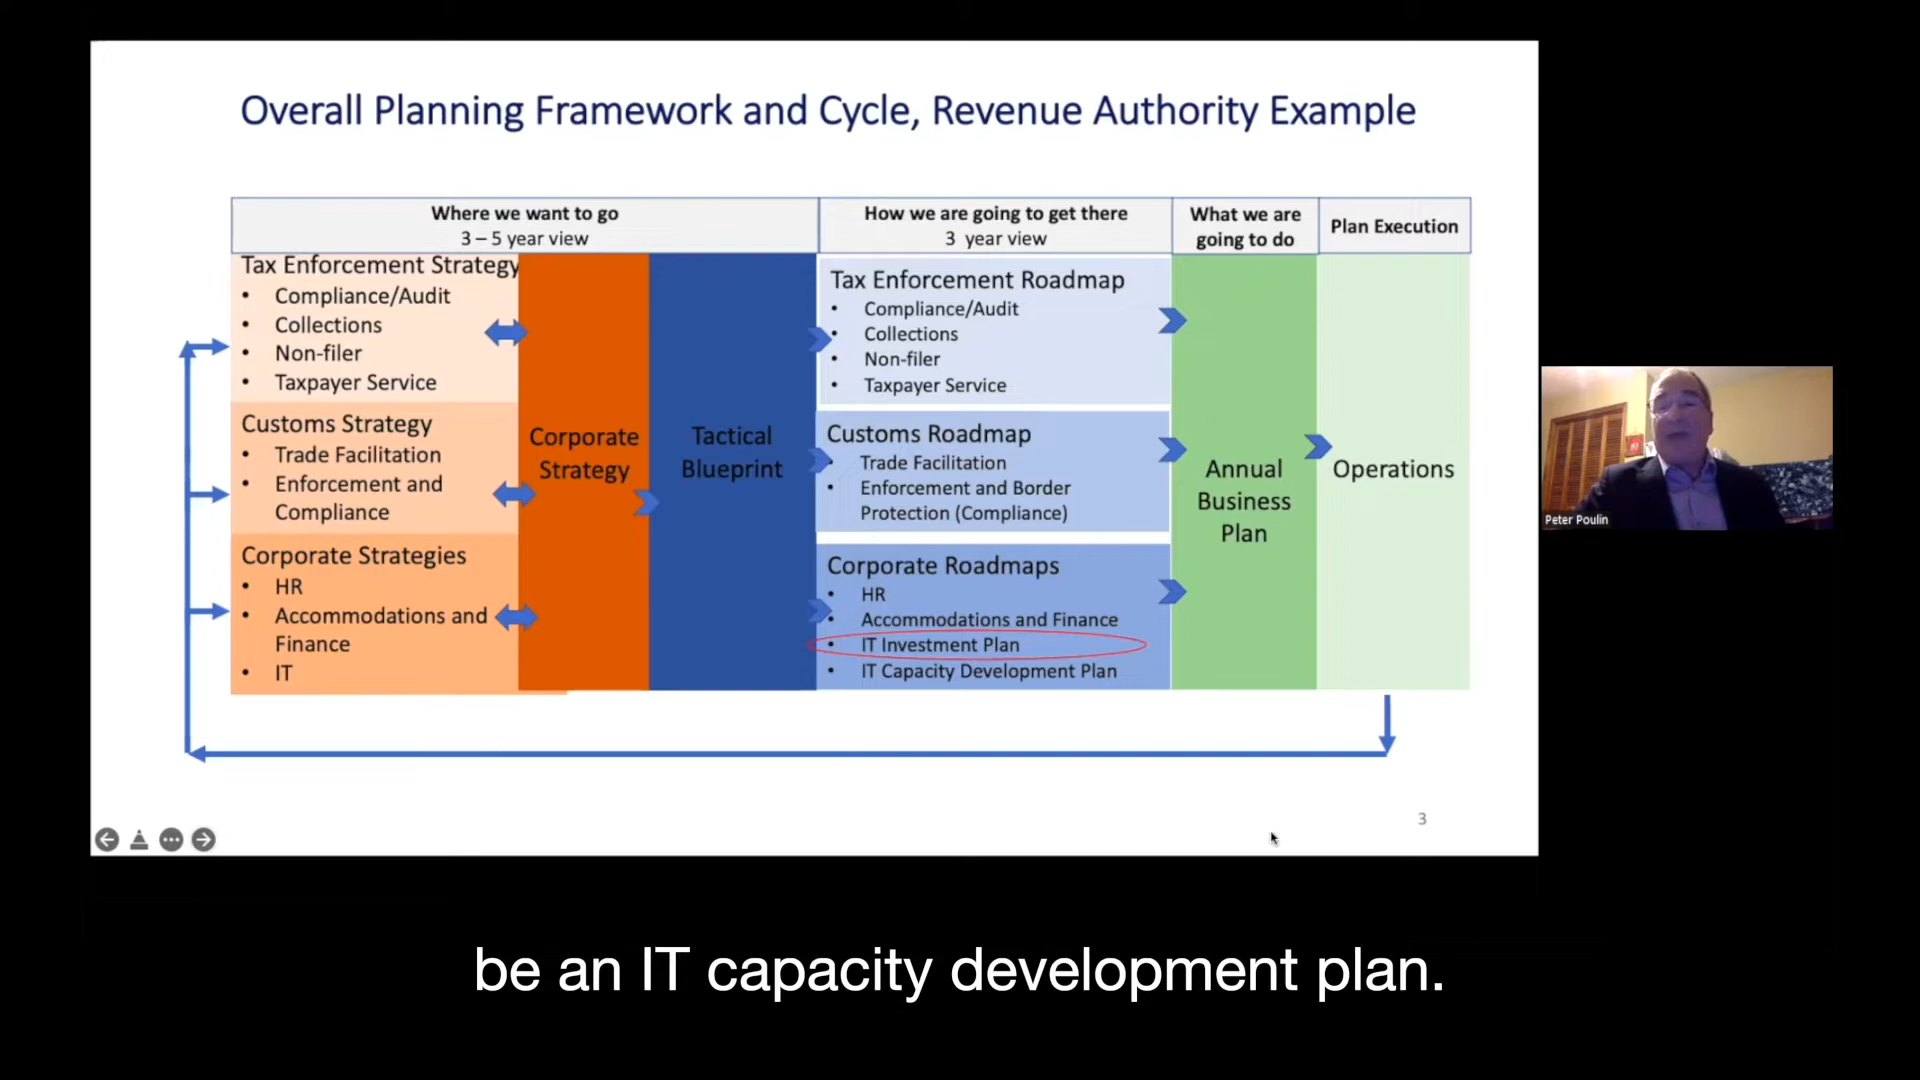 Overall Planning Framework and Cycle, Revenue Authority Example
Where we want to go
3 – 5 year view
How we are going to get there
3 year view
What we are
going to do
Plan Execution
Tax Enforcement Strategy
• Compliance/Audit
• Collections
• Non-filer
• Taxpayer Service
Customs Strategy
• Trade Facilitation
• Enforcement and
Compliance
Corporate Strategies
• HR
• Accommodations and
Finance
• IT
Corporate
Strategy
Tactical
Blueprint
Tax Enforcement Roadmap
• Compliance/Audit
• Collections
• Non-filer
• Taxpayer Service
Customs Roadmap
• Trade Facilitation
• Enforcement and Border
Protection (Compliance)
Corporate Roadmaps
• HR
• Accommodations and Finance
• IT Investment Plan
• IT Capacity Development Plan
Annual
Business
Plan
Operations
3
Peter Poulin
be an IT capacity development plan.